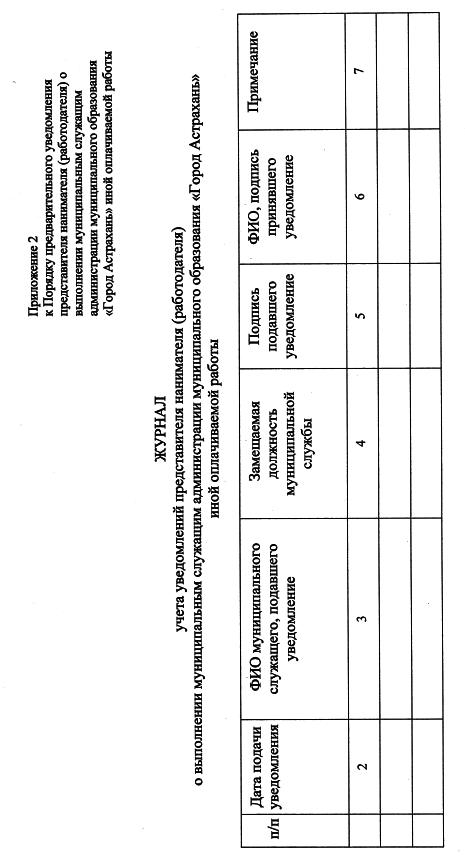 Приложение 2
к Порядку предварительного уведомления
представителя нанимателя (работодателя) о
выполнении муниципальным служащим
администрации муниципального образования
«Город Астрахань» иной оплачиваемой работы
ЖУРНАЛ
учета уведомлений представителя нанимателя (работодателя)
о выполнении муниципальным служащим администрации муниципального образования «Город Астрахань»
иной оплачиваемой работы
п/п
Дата подачи
уведомления
ФИО муниципального
служащего, подавшего
уведомление
Замещаемая
должность
муниципальной
службы
Подпись
подавшего
уведомление
ФИО, подпись
принявшего
уведомление
Примечание
2 3 4 5 6 7